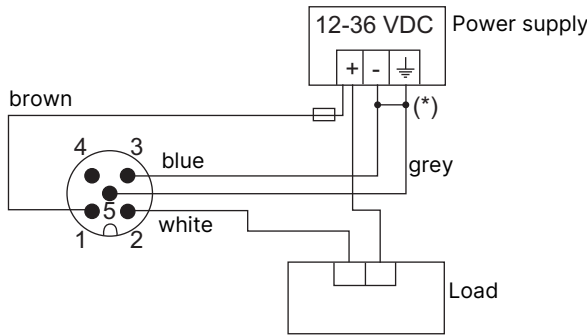 12-36 VDC Power supply
+ -
brown
(*)
4 3
blue
grey
5
white
1 2
Load